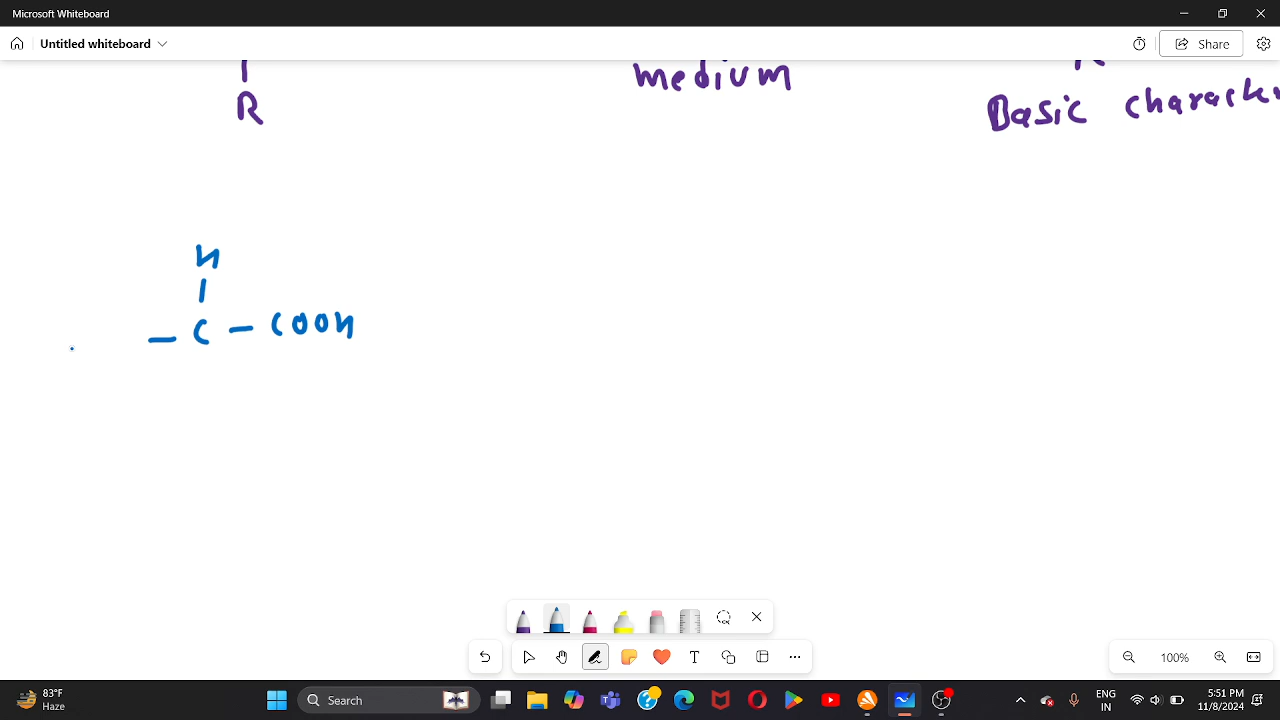 Microsoft Whiteboard
Untitled whiteboard
Share
R
medium
Basic character
H
C - COOH
100%
83°F
Haze
Search
ENG
IN
5:51 PM
11/8/2024